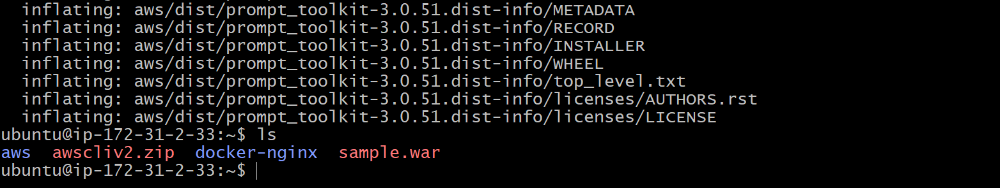 inflating: aws/dist/prompt_toolkit-3.0.51.dist-info/METADATA
inflating: aws/dist/prompt_toolkit-3.0.51.dist-info/RECORD
inflating: aws/dist/prompt_toolkit-3.0.51.dist-info/INSTALLER
inflating: aws/dist/prompt_toolkit-3.0.51.dist-info/WHEEL
inflating: aws/dist/prompt_toolkit-3.0.51.dist-info/top_level.txt
inflating: aws/dist/prompt_toolkit-3.0.51.dist-info/licenses/AUTHORS.rst
inflating: aws/dist/prompt_toolkit-3.0.51.dist-info/licenses/LICENSE
ubuntu@ip-172-31-2-33:~$ ls
aws  awscliv2.zip  docker-nginx  sample.war
ubuntu@ip-172-31-2-33:~$